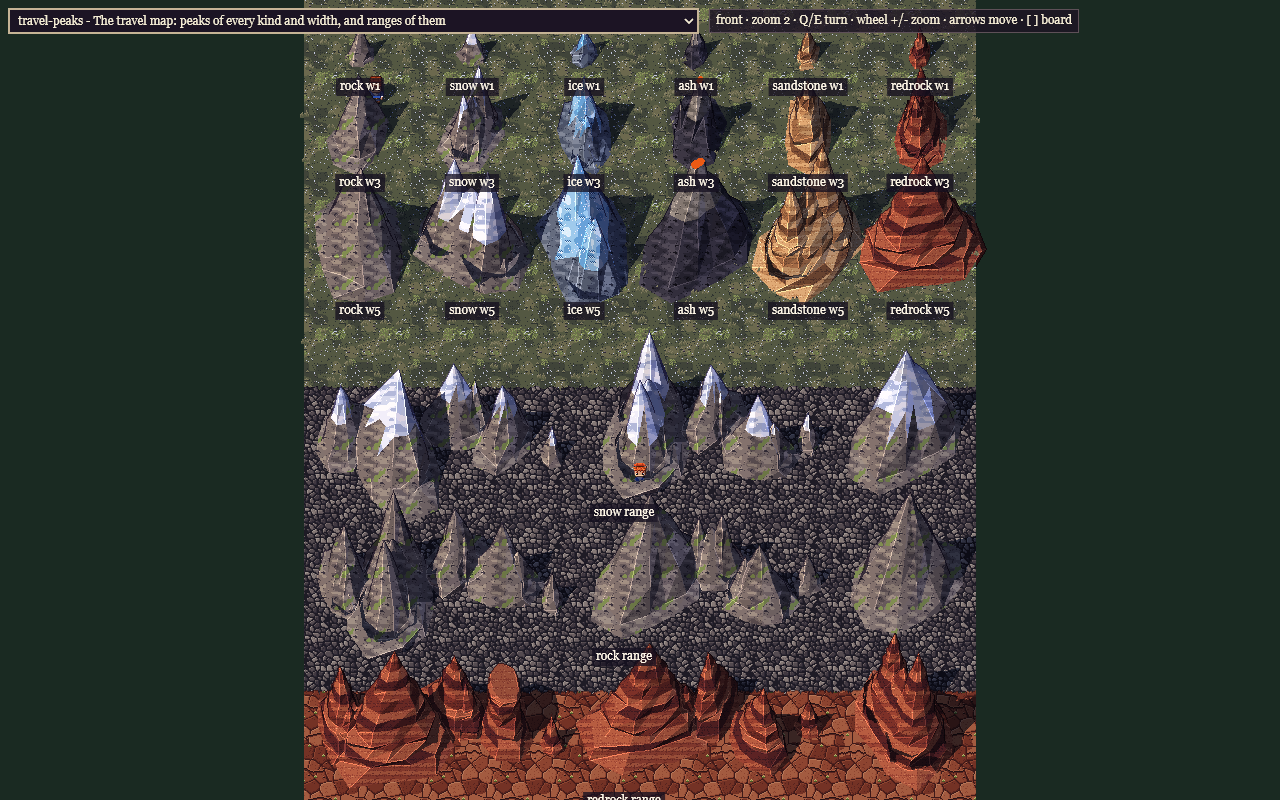 travel-peaks - The travel map: peaks of every kind and width, and ranges of them
front · zoom 2 · Q/E turn · wheel +/- zoom · arrows move · [ ] board
rock w1 snow w1 ice w1 ash w1 sandstone w1 redrock w1
rock w3 snow w3 ice w3 ash w3 sandstone w3 redrock w3
rock w5 snow w5 ice w5 ash w5 sandstone w5 redrock w5
snow range
rock range
redrock range